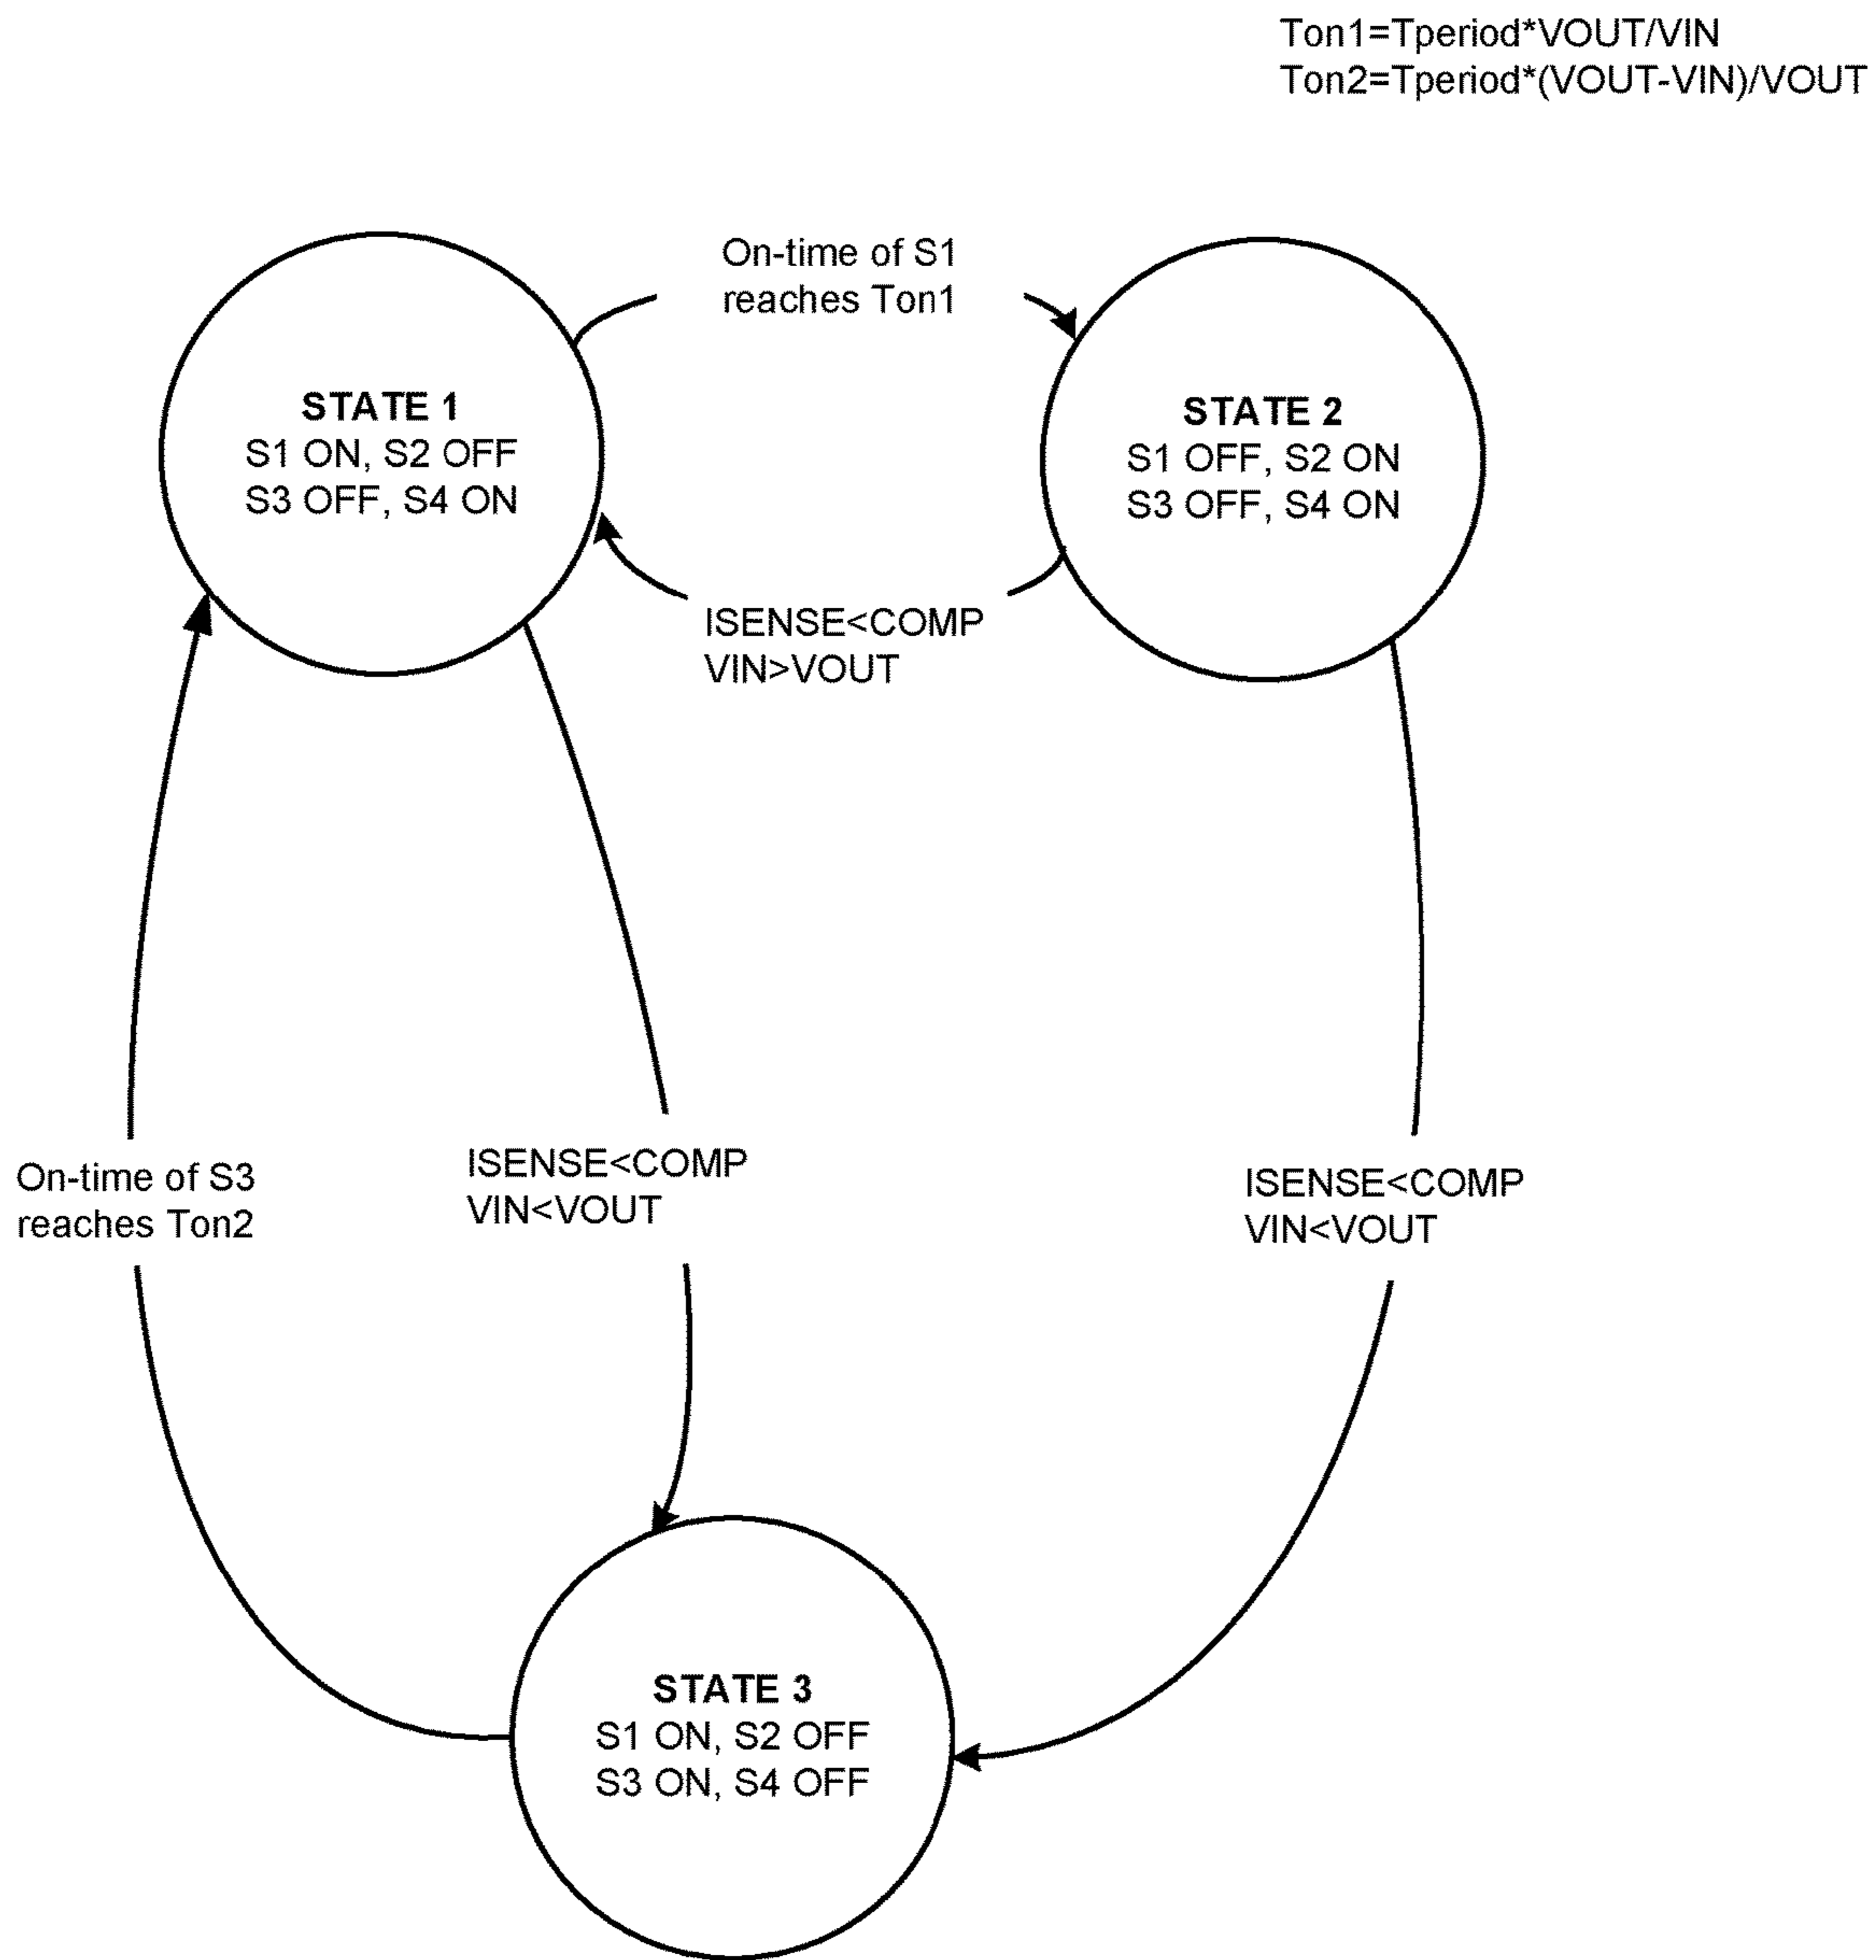 Ton1=Tperiod*VOUT/VIN
Ton2=Tperiod*(VOUT-VIN)/VOUT
On-time of S1
reaches Ton1
STATE 1
S1 ON, S2 OFF
S3 OFF, S4 ON
STATE 2
S1 OFF, S2 ON
S3 OFF, S4 ON
ISENSE<COMP
VIN>VOUT
On-time of S3
reaches Ton2
ISENSE<COMP
VIN<VOUT
ISENSE<COMP
VIN<VOUT
STATE 3
S1 ON, S2 OFF
S3 ON, S4 OFF